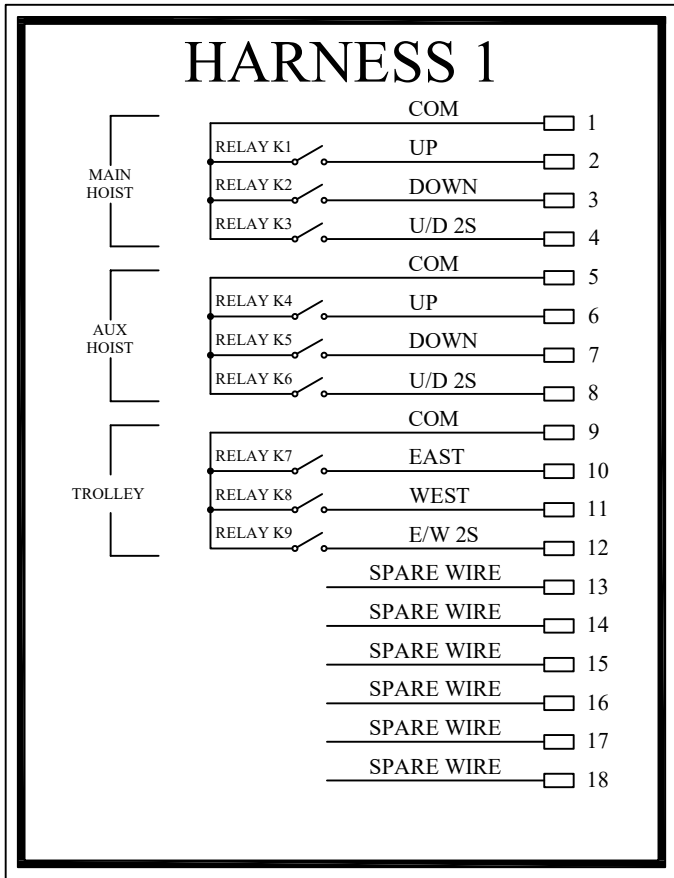 HARNESS 1
COM 1
RELAY K1 UP 2
MAIN
HOIST
RELAY K2 DOWN 3
RELAY K3 U/D 2S 4
COM 5
RELAY K4 UP 6
AUX
HOIST
RELAY K5 DOWN 7
RELAY K6 U/D 2S 8
COM 9
RELAY K7 EAST 10
TROLLEY RELAY K8 WEST 11
RELAY K9 E/W 2S 12
SPARE WIRE 13
SPARE WIRE 14
SPARE WIRE 15
SPARE WIRE 16
SPARE WIRE 17
SPARE WIRE 18